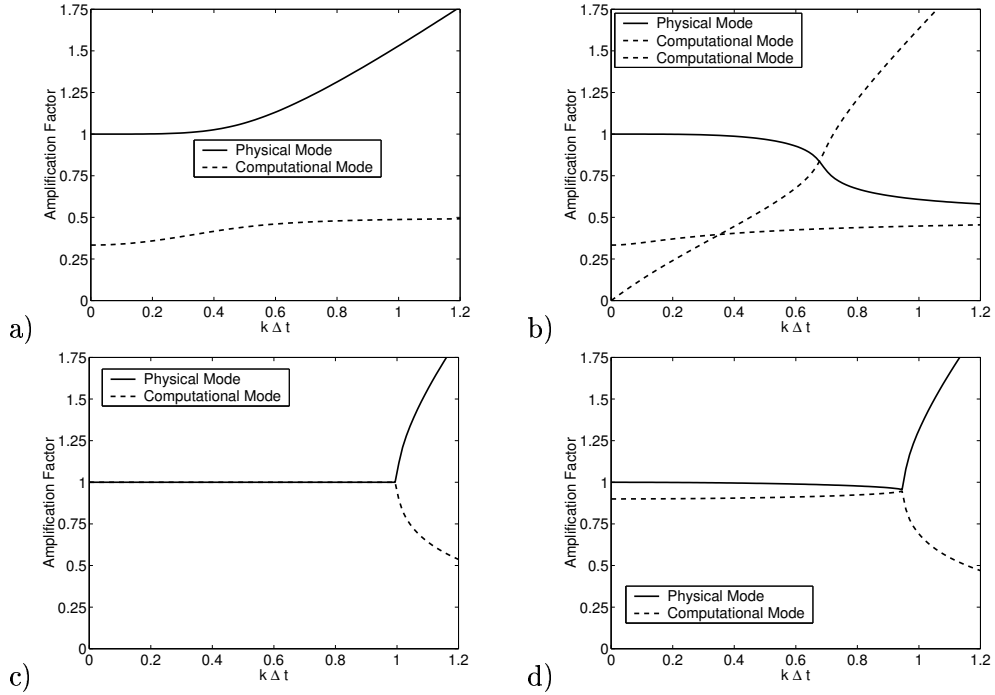 1.75
1.5
1.25
1
0.75
0.5
0.25
0
Amplification Factor
Physical Mode
Computational Mode
0 0.2 0.4 0.6 0.8 1 1.2
k Δ t
a)
1.75
1.5
1.25
1
0.75
0.5
0.25
0
Amplification Factor
Physical Mode
Computational Mode
Computational Mode
0 0.2 0.4 0.6 0.8 1 1.2
k Δ t
b)
1.75
1.5
1.25
1
0.75
0.5
0.25
0
Amplification Factor
Physical Mode
Computational Mode
0 0.2 0.4 0.6 0.8 1 1.2
k Δ t
c)
1.75
1.5
1.25
1
0.75
0.5
0.25
0
Amplification Factor
Physical Mode
Computational Mode
0 0.2 0.4 0.6 0.8 1 1.2
k Δ t
d)